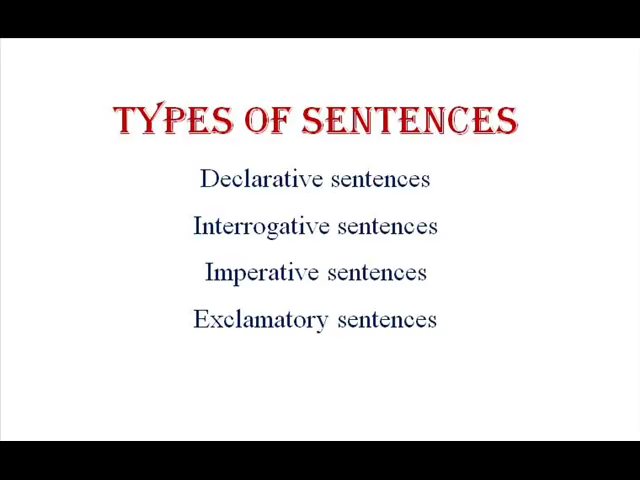 TYPES OF SENTENCES
Declarative sentences
Interrogative sentences
Imperative sentences
Exclamatory sentences